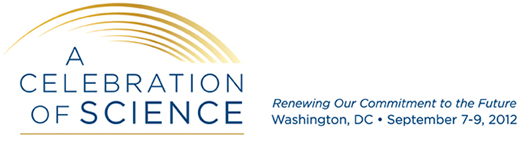 A
CELEBRATION
OF SCIENCE
Renewing Our Commitment to the Future
Washington, DC • September 7-9, 2012